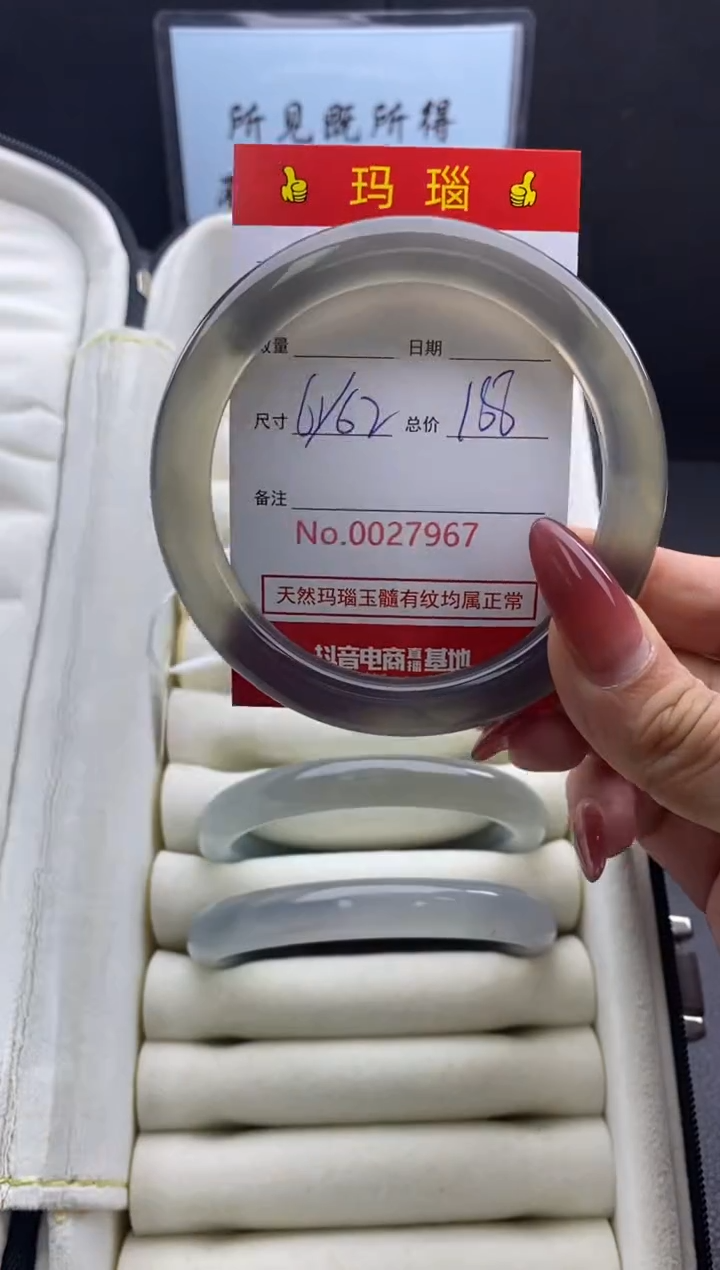 所见既所得
玛瑙
数量 日期
尺寸 61/62 总价 188
备注
No.0027967
天然玛瑙玉髓有纹均属正常
抖音电商直播基地